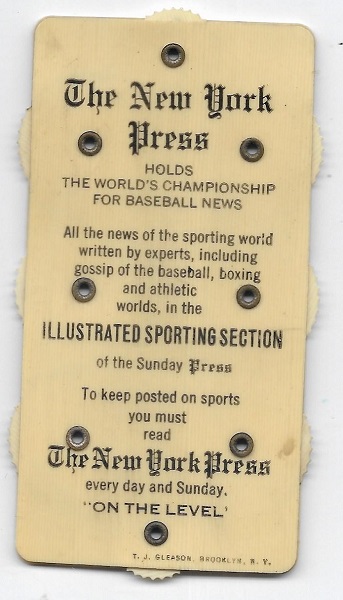 The New York
Press
HOLDS
THE WORLD'S CHAMPIONSHIP
FOR BASEBALL NEWS
All the news of the sporting world
written by experts, including
gossip of the baseball, boxing
and athletic
worlds, in the
ILLUSTRATED SPORTING SECTION
of the Sunday Press
To keep posted on sports
you must
read
The New York Press
every day and Sunday.
"ON THE LEVEL'
T. J. GLEASON, BROOKLYN, N. Y.